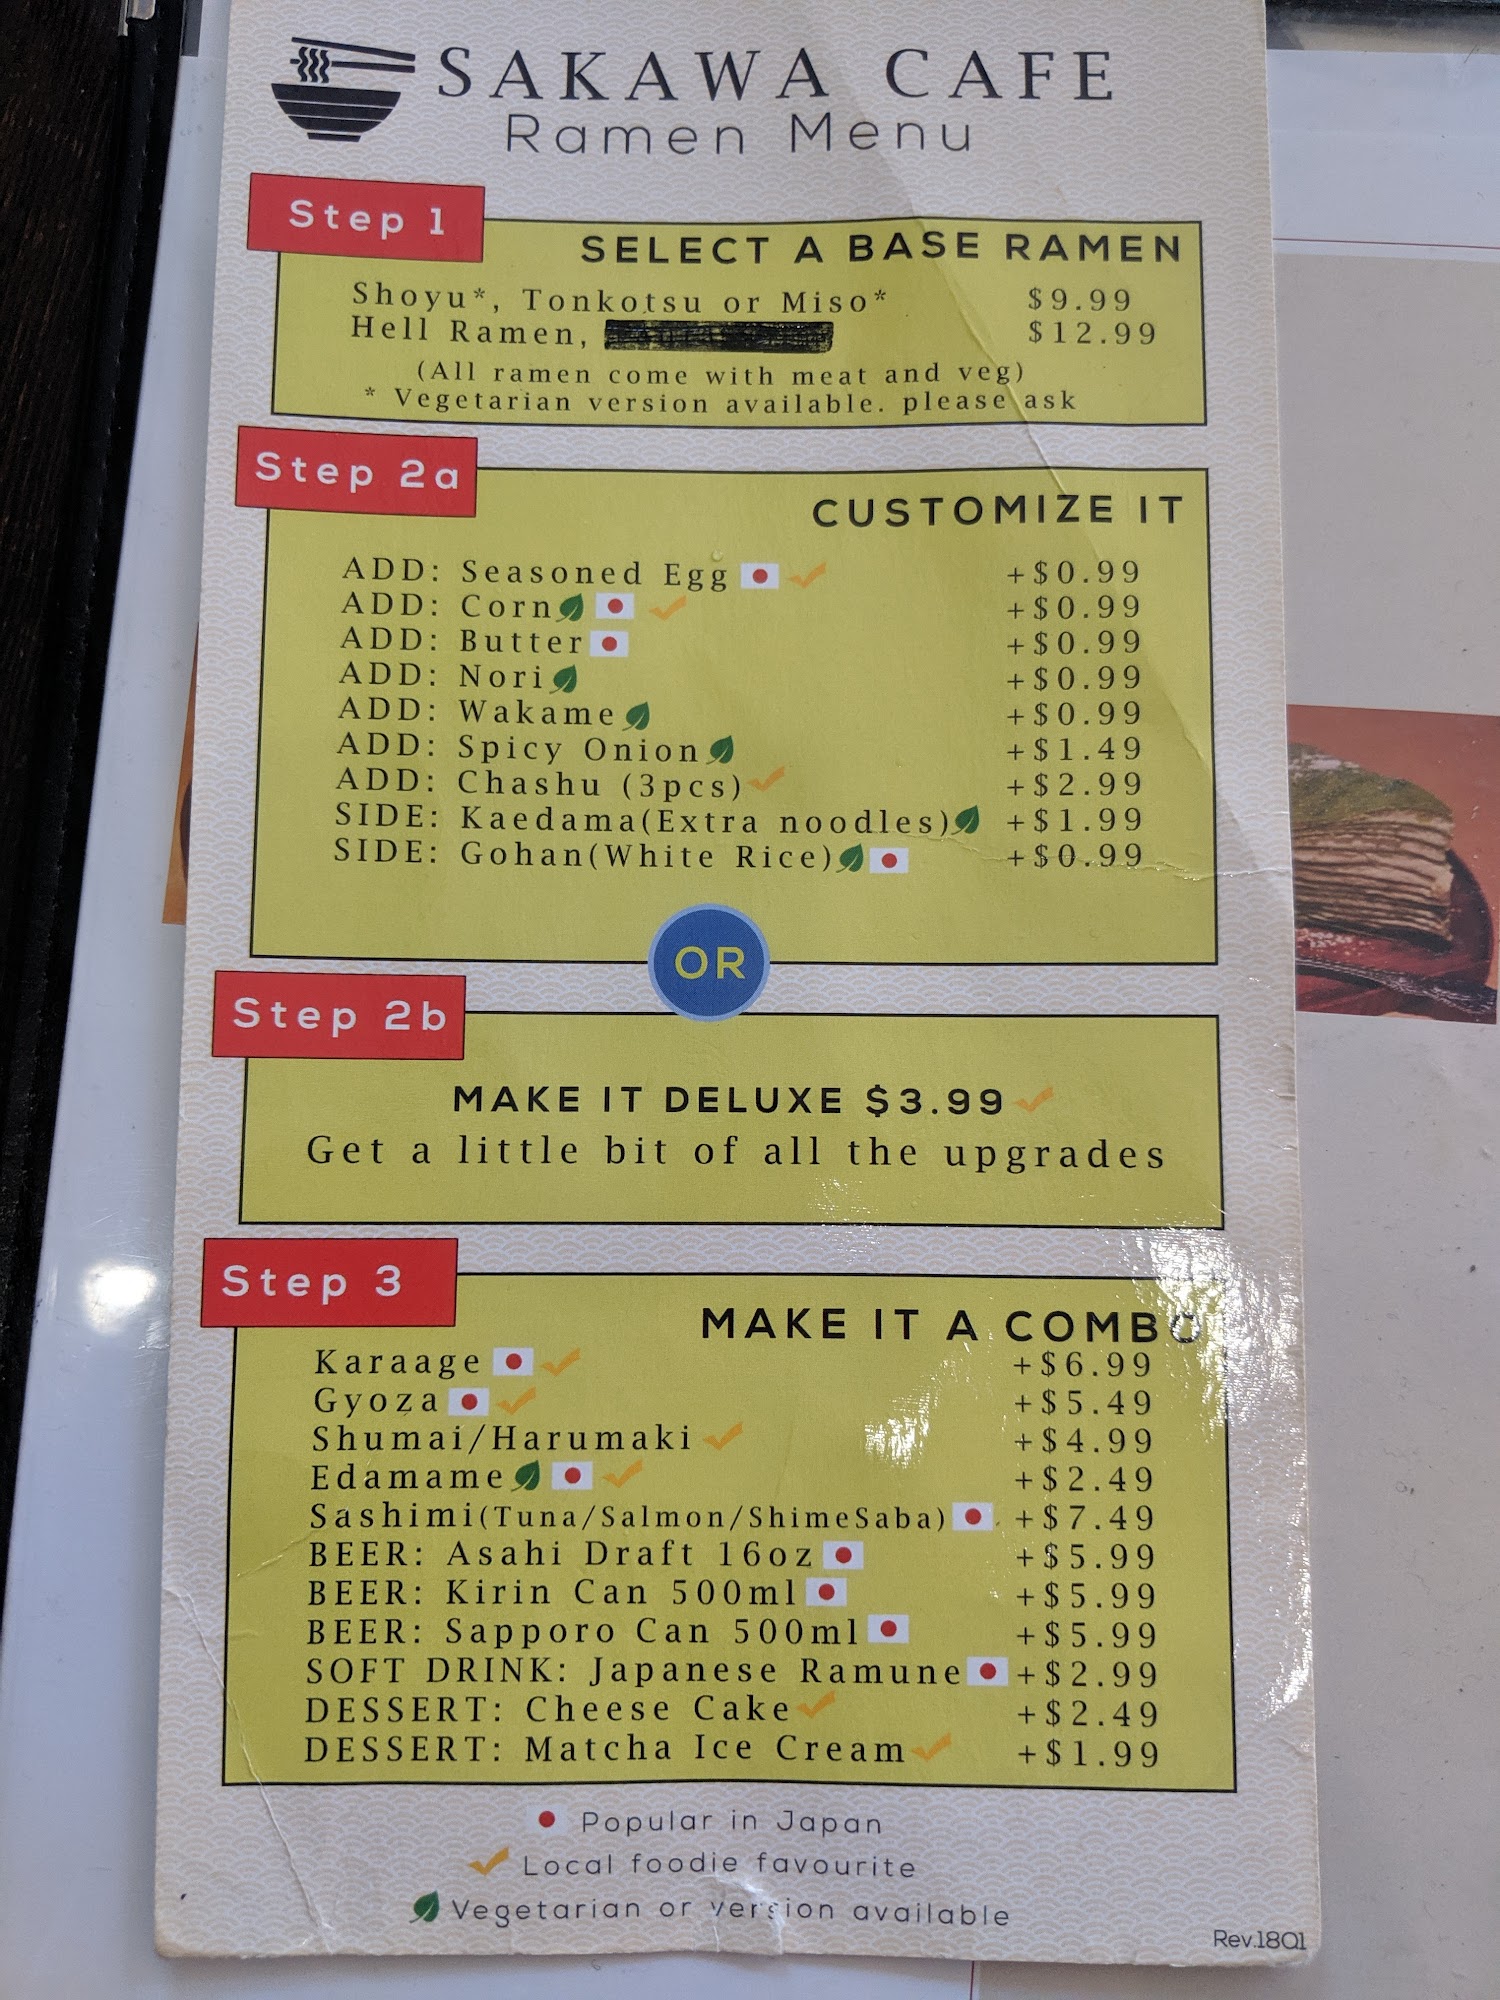 SAKAWA CAFE
Ramen Menu
Step 1
SELECT A BASE RAMEN
Shoyu*, Tonkotsu or Miso* $9.99
Hell Ramen, $12.99
(All ramen come with meat and veg)
* Vegetarian version available. please ask
Step 2a
CUSTOMIZE IT
ADD: Seasoned Egg +$0.99
ADD: Corn +$0.99
ADD: Butter +$0.99
ADD: Nori +$0.99
ADD: Wakame +$0.99
ADD: Spicy Onion +$1.49
ADD: Chashu (3pcs) +$2.99
SIDE: Kaedama(Extra noodles) +$1.99
SIDE: Gohan(White Rice) +$0.99
OR
Step 2b
MAKE IT DELUXE $3.99
Get a little bit of all the upgrades
Step 3
MAKE IT A COMBO
Karaage +$6.99
Gyoza +$5.49
Shumai/Harumaki +$4.99
Edamame +$2.49
Sashimi(Tuna/Salmon/ShimeSaba) +$7.49
BEER: Asahi Draft 16oz +$5.99
BEER: Kirin Can 500ml +$5.99
BEER: Sapporo Can 500ml +$5.99
SOFT DRINK: Japanese Ramune +$2.99
DESSERT: Cheese Cake +$2.49
DESSERT: Matcha Ice Cream +$1.99
Popular in Japan
Local foodie favourite
Vegetarian or version available
Rev.18Q1